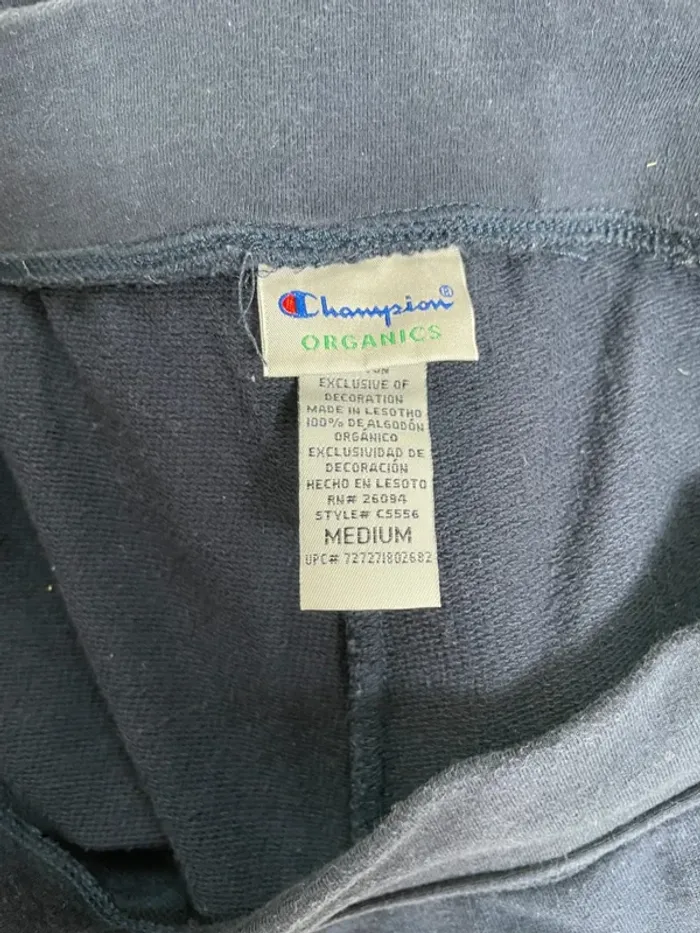 Champion®
ORGANICS
EXCLUSIVE OF
DECORATION
MADE IN LESOTHO
100% DE ALGODÓN
ORGÁNICO
EXCLUSIVIDAD DE
DECORACIÓN
HECHO EN LESOTO
RN# 26094
STYLE# C5556
MEDIUM
UPC# 727271802682